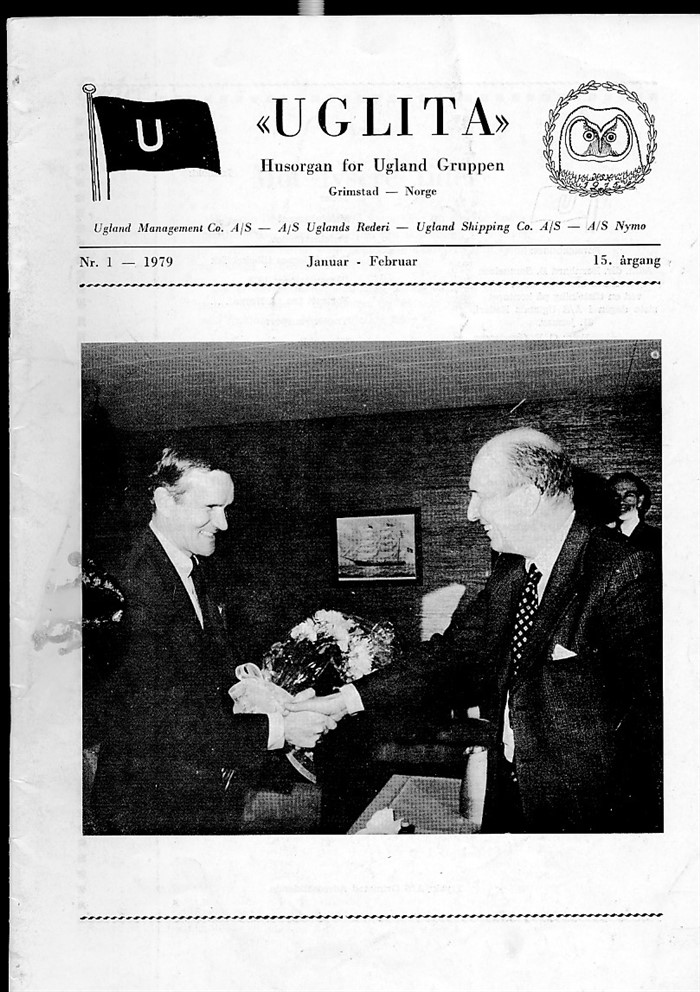 U
«UGLITA»
Husorgan for Ugland Gruppen
Grimstad — Norge
Ugland Management Co. A/S — A/S Uglands Rederi — Ugland Shipping Co. A/S — A/S Nymo
Nr. 1 — 1979 Januar - Februar 15. årgang